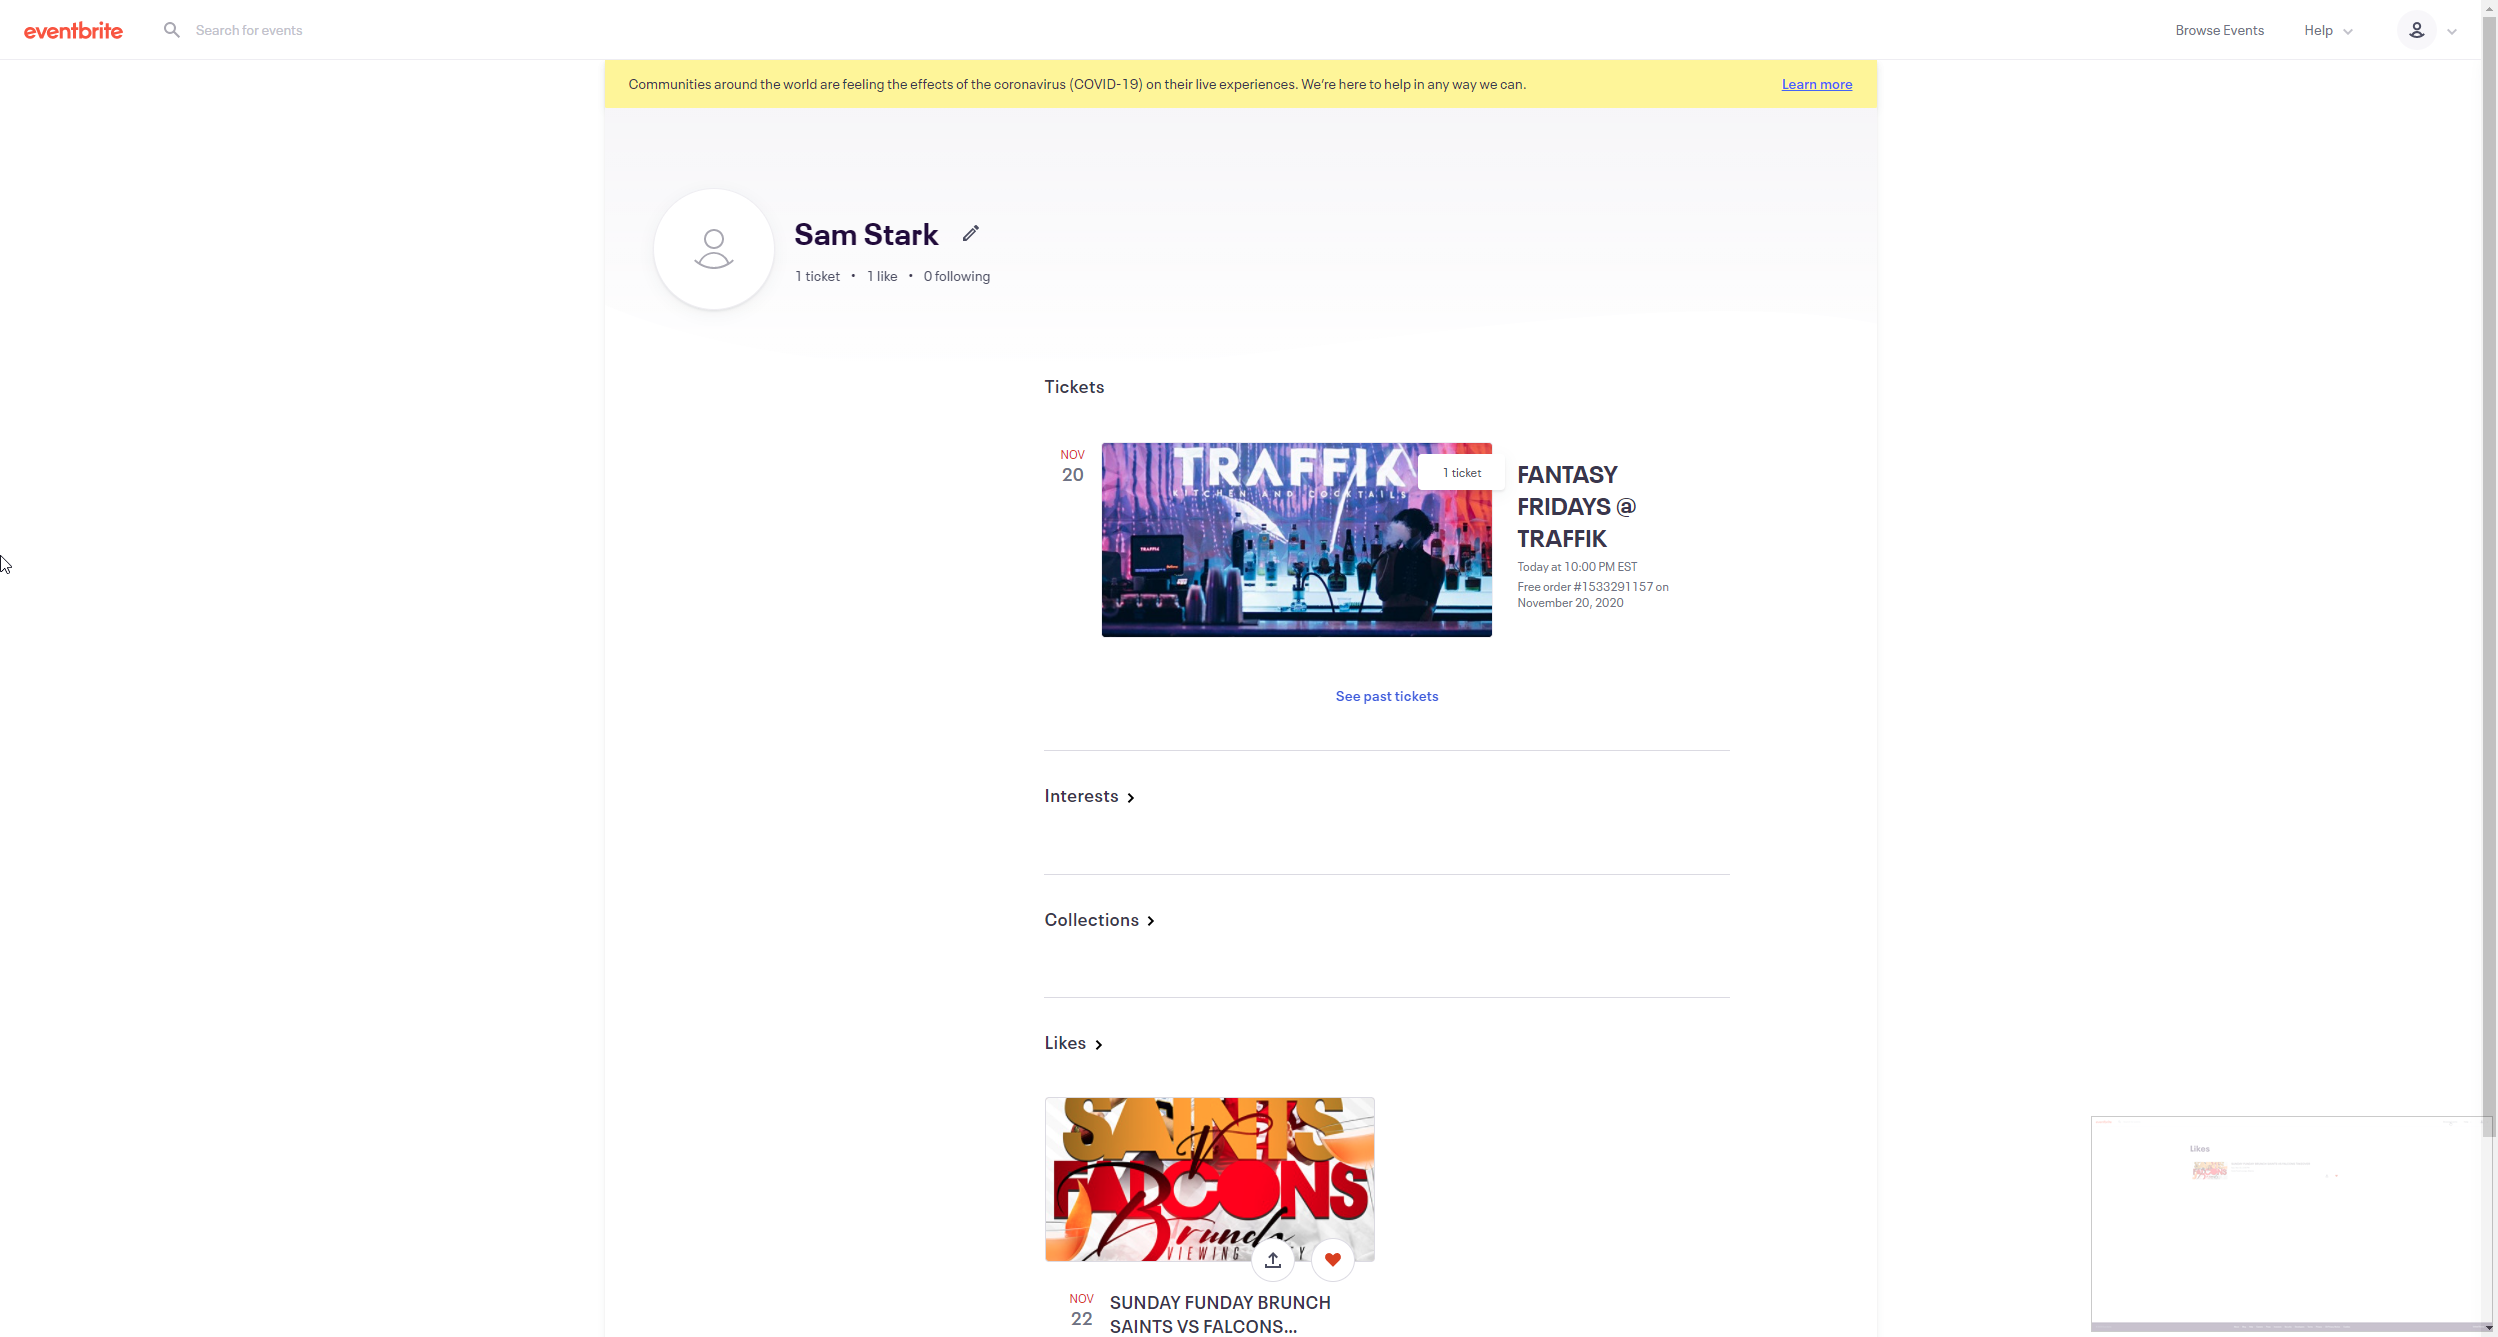 eventbrite
Search for events
Browse Events
Help
Communities around the world are feeling the effects of the coronavirus (COVID-19) on their live experiences. We're here to help in any way we can.
Learn more
Sam Stark
1 ticket • 1 like • 0 following
Tickets
NOV
20
TRAFFIK
KITCHEN AND COCKTAILS
TRAFFIK
1 ticket
FANTASY
FRIDAYS @
TRAFFIK
Today at 10:00 PM EST
Free order #1533291157 on
November 20, 2020
See past tickets
Interests
Collections
Likes
SAINTS
VS
FALCONS
Brunch
VIEWING
NOV
22
SUNDAY FUNDAY BRUNCH
SAINTS VS FALCONS...
Likes